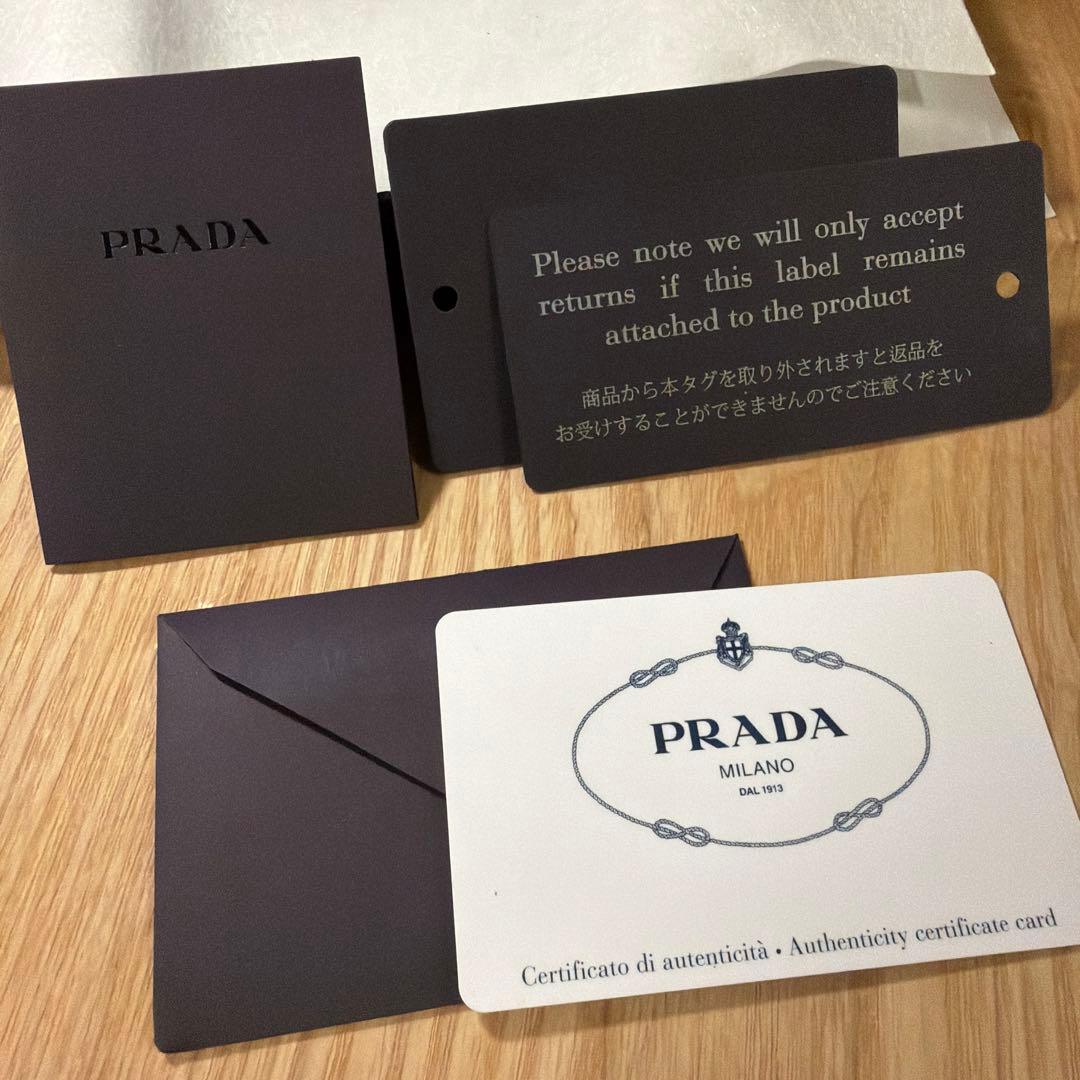 PRADA
Please note we will only accept
returns if this label remains
attached to the product
商品から本タグを取り外されますと返品を
お受けすることができませんのでご注意ください
PRADA
MILANO
DAL 1913
Certificato di autenticità • Authenticity certificate card